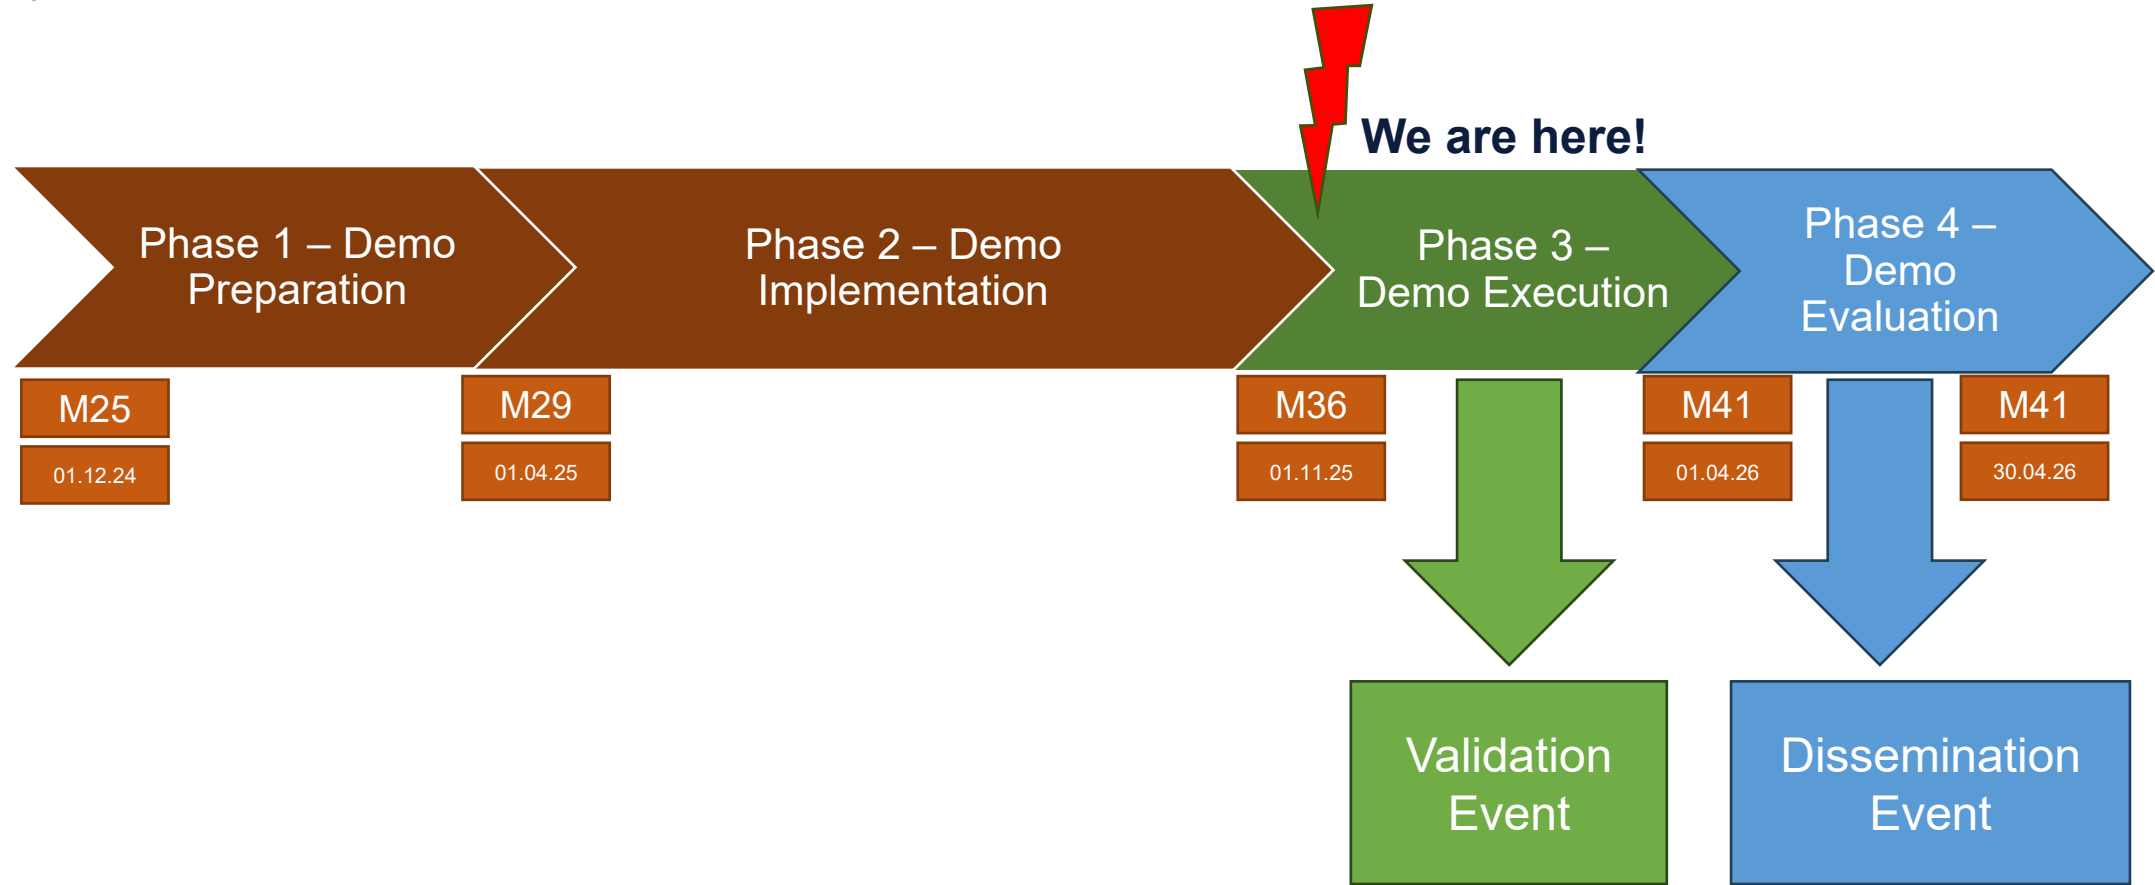 We are here!
Phase 1 – Demo
Preparation
Phase 2 – Demo
Implementation
Phase 3 –
Demo Execution
Phase 4 –
Demo
Evaluation
M25
M29
M36
M41
M41
01.12.24
01.04.25
01.11.25
01.04.26
30.04.26
Validation
Event
Dissemination
Event